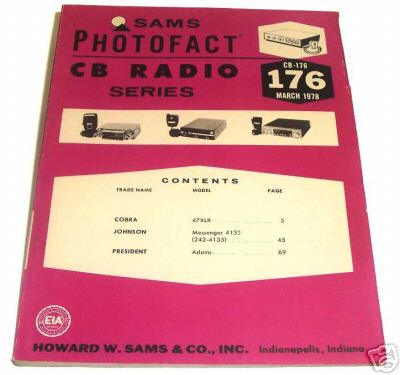 SAMS
PHOTOFACT®
CB RADIO
SERIES
CB-176
176
MARCH 1978
CONTENTS
TRADE NAME MODEL PAGE
COBRA 47XLR .......... 5
JOHNSON Messenger 4135
(242-4135) .......... 45
PRESIDENT Adams .......... 69
EIA
HOWARD W. SAMS & CO., INC. Indianapolis, Indiana